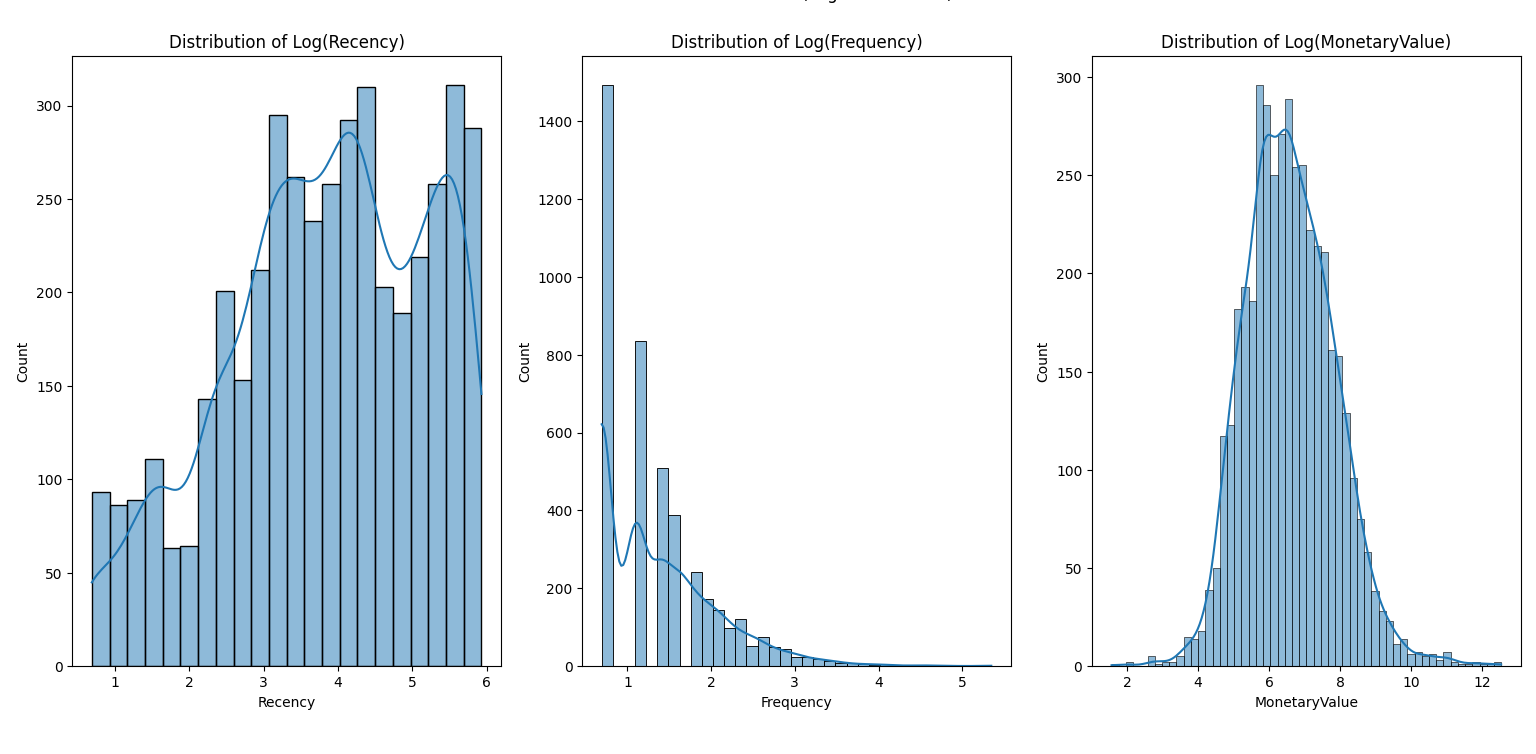 Distribution of Log(Recency)
300
250
200
150
100
50
0
Count
1 2 3 4 5 6
Recency
Distribution of Log(Frequency)
1400
1200
1000
800
600
400
200
0
Count
1 2 3 4 5
Frequency
Distribution of Log(MonetaryValue)
300
250
200
150
100
50
0
Count
2 4 6 8 10 12
MonetaryValue